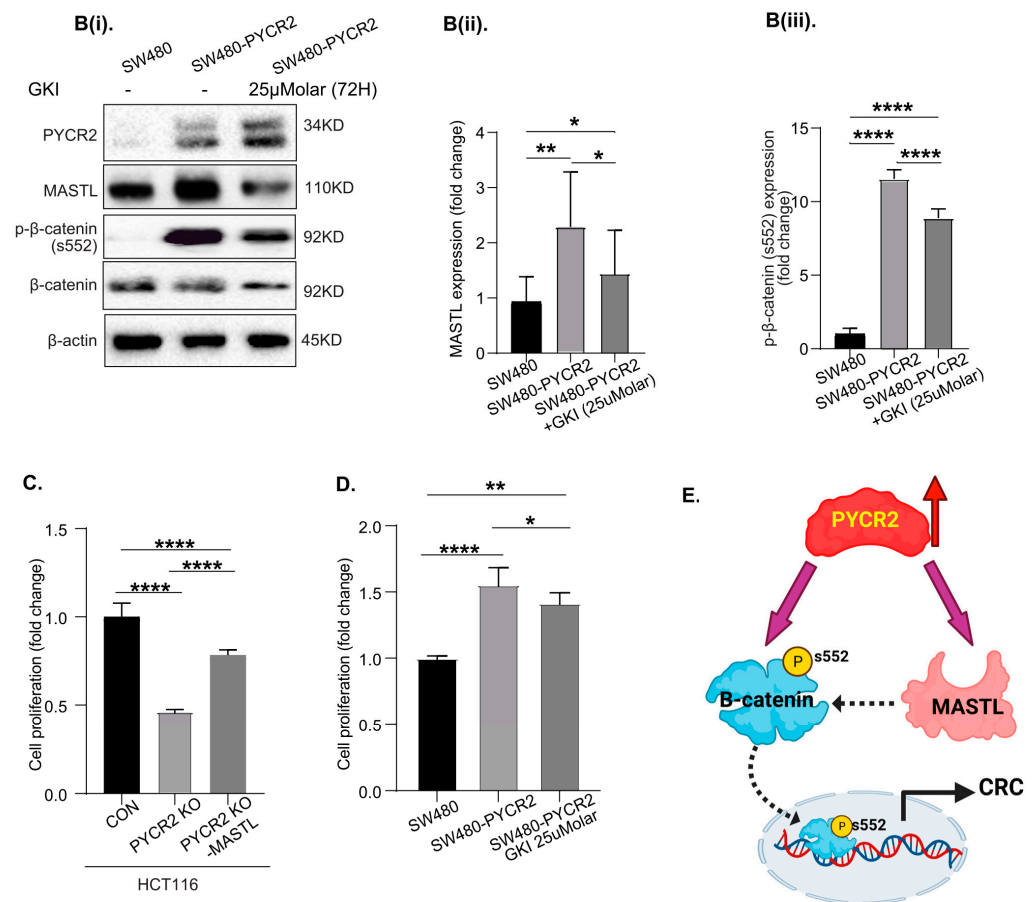 B(i).
SW480
SW480-PYCR2
SW480-PYCR2
GKI - - 25µMolar (72H)
PYCR2 34KD
MASTL 110KD
p-β-catenin
(s552)
92KD
β-catenin 92KD
β-actin 45KD
B(ii).
MASTL expression (fold change)
4
3
2
1
0
*
**
*
SW480
SW480-PYCR2
SW480-PYCR2
+GKI (25uMolar)
B(iii).
p-β-catenin (s552) expression
(fold change)
15
10
5
0
****
****
****
SW480
SW480-PYCR2
SW480-PYCR2
+GKI (25uMolar)
C.
Cell proliferation (fold change)
1.5
1.0
0.5
0.0
****
****
****
CON
PYCR2 KO
PYCR2 KO
-MASTL
HCT116
D.
Cell proliferation (fold change)
2.0
1.5
1.0
0.5
0.0
**
*
****
SW480
SW480-PYCR2
SW480-PYCR2
GKI 25uMolar
E.
PYCR2
P s552
B-catenin
MASTL
CRC
P s552